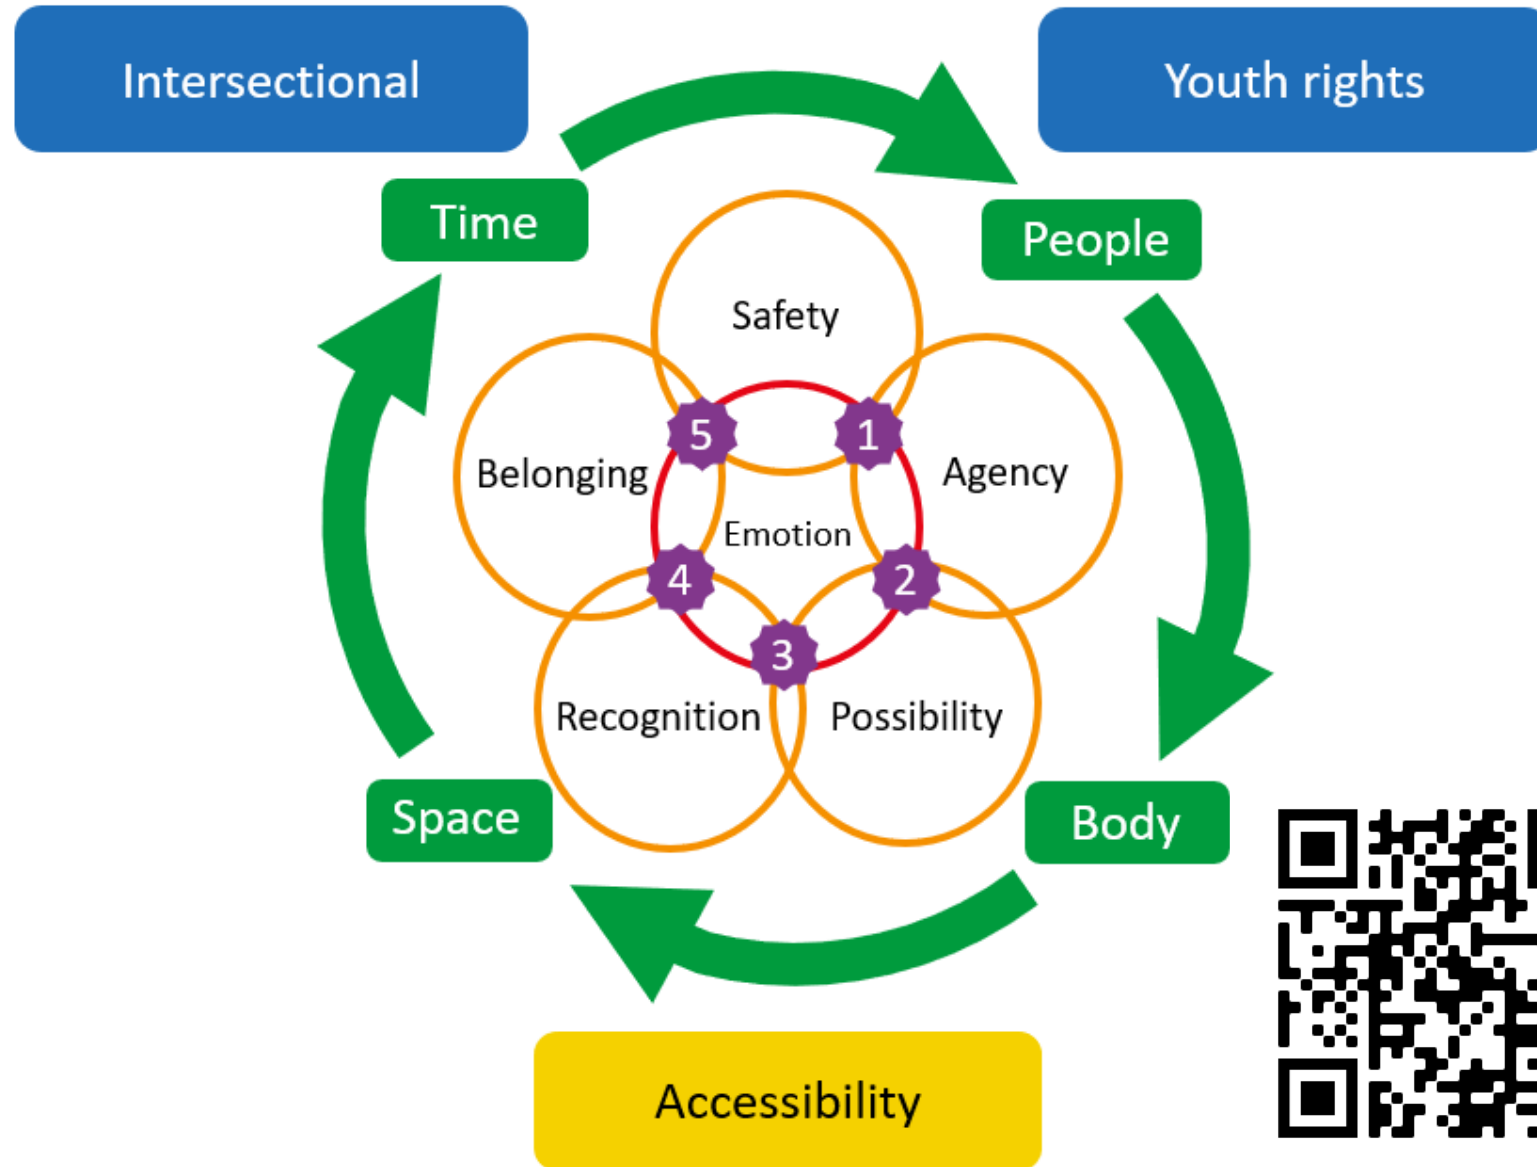 Intersectional
Youth rights
Time
People
Safety
5
1
Belonging
Agency
Emotion
4
2
3
Recognition
Possibility
Space
Body
Accessibility